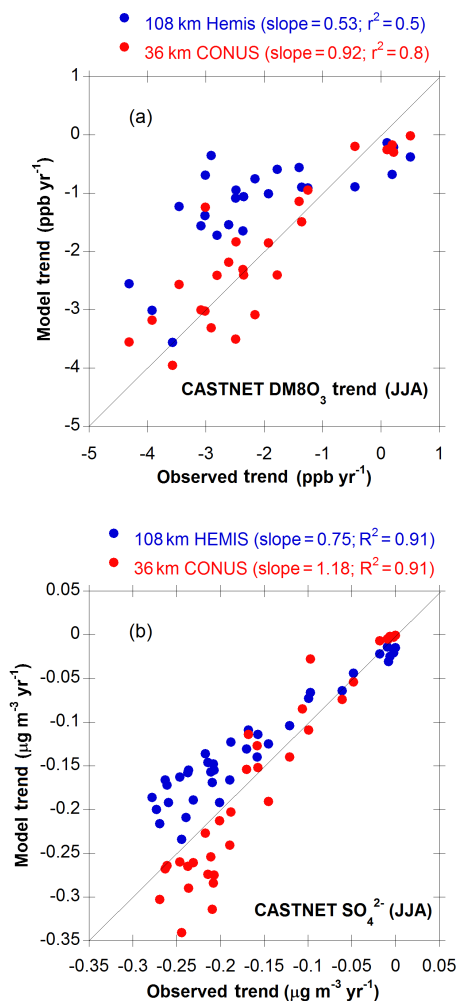 108 km Hemis (slope = 0.53; r² = 0.5)
36 km CONUS (slope = 0.92; r² = 0.8)
(a)
1
0
-1
-2
-3
-4
-5
Model trend (ppb yr⁻¹)
CASTNET DM8O₃ trend (JJA)
-5 -4 -3 -2 -1 0 1
Observed trend (ppb yr⁻¹)
108 km HEMIS (slope = 0.75; R² = 0.91)
36 km CONUS (slope = 1.18; R² = 0.91)
(b)
0.05
0
-0.05
-0.1
-0.15
-0.2
-0.25
-0.3
-0.35
Model trend (μg m⁻³ yr⁻¹)
CASTNET SO₄²⁻ (JJA)
-0.35 -0.3 -0.25 -0.2 -0.15 -0.1 -0.05 0 0.05
Observed trend (μg m⁻³ yr⁻¹)